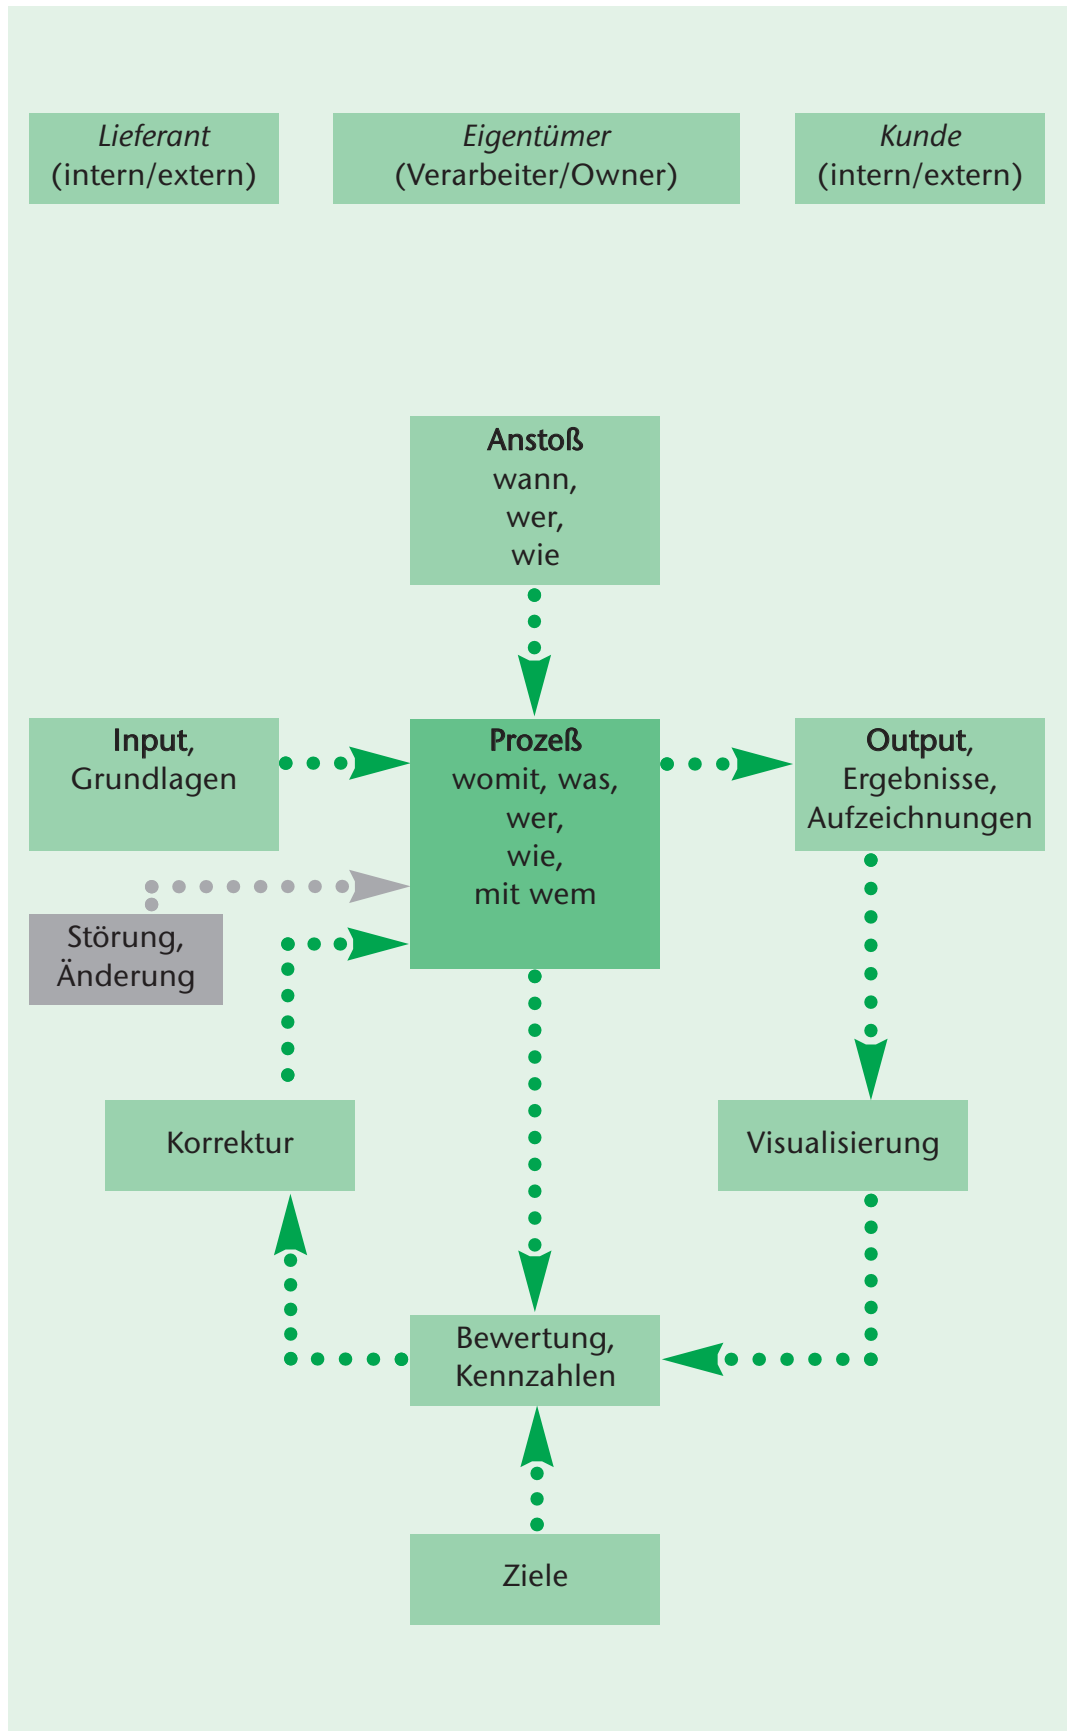 Lieferant
(intern/extern)
Eigentümer
(Verarbeiter/Owner)
Kunde
(intern/extern)
Anstoß
wann,
wer,
wie
Input,
Grundlagen
Prozeß
womit, was,
wer,
wie,
mit wem
Output,
Ergebnisse,
Aufzeichnungen
Störung,
Änderung
Korrektur
Visualisierung
Bewertung,
Kennzahlen
Ziele